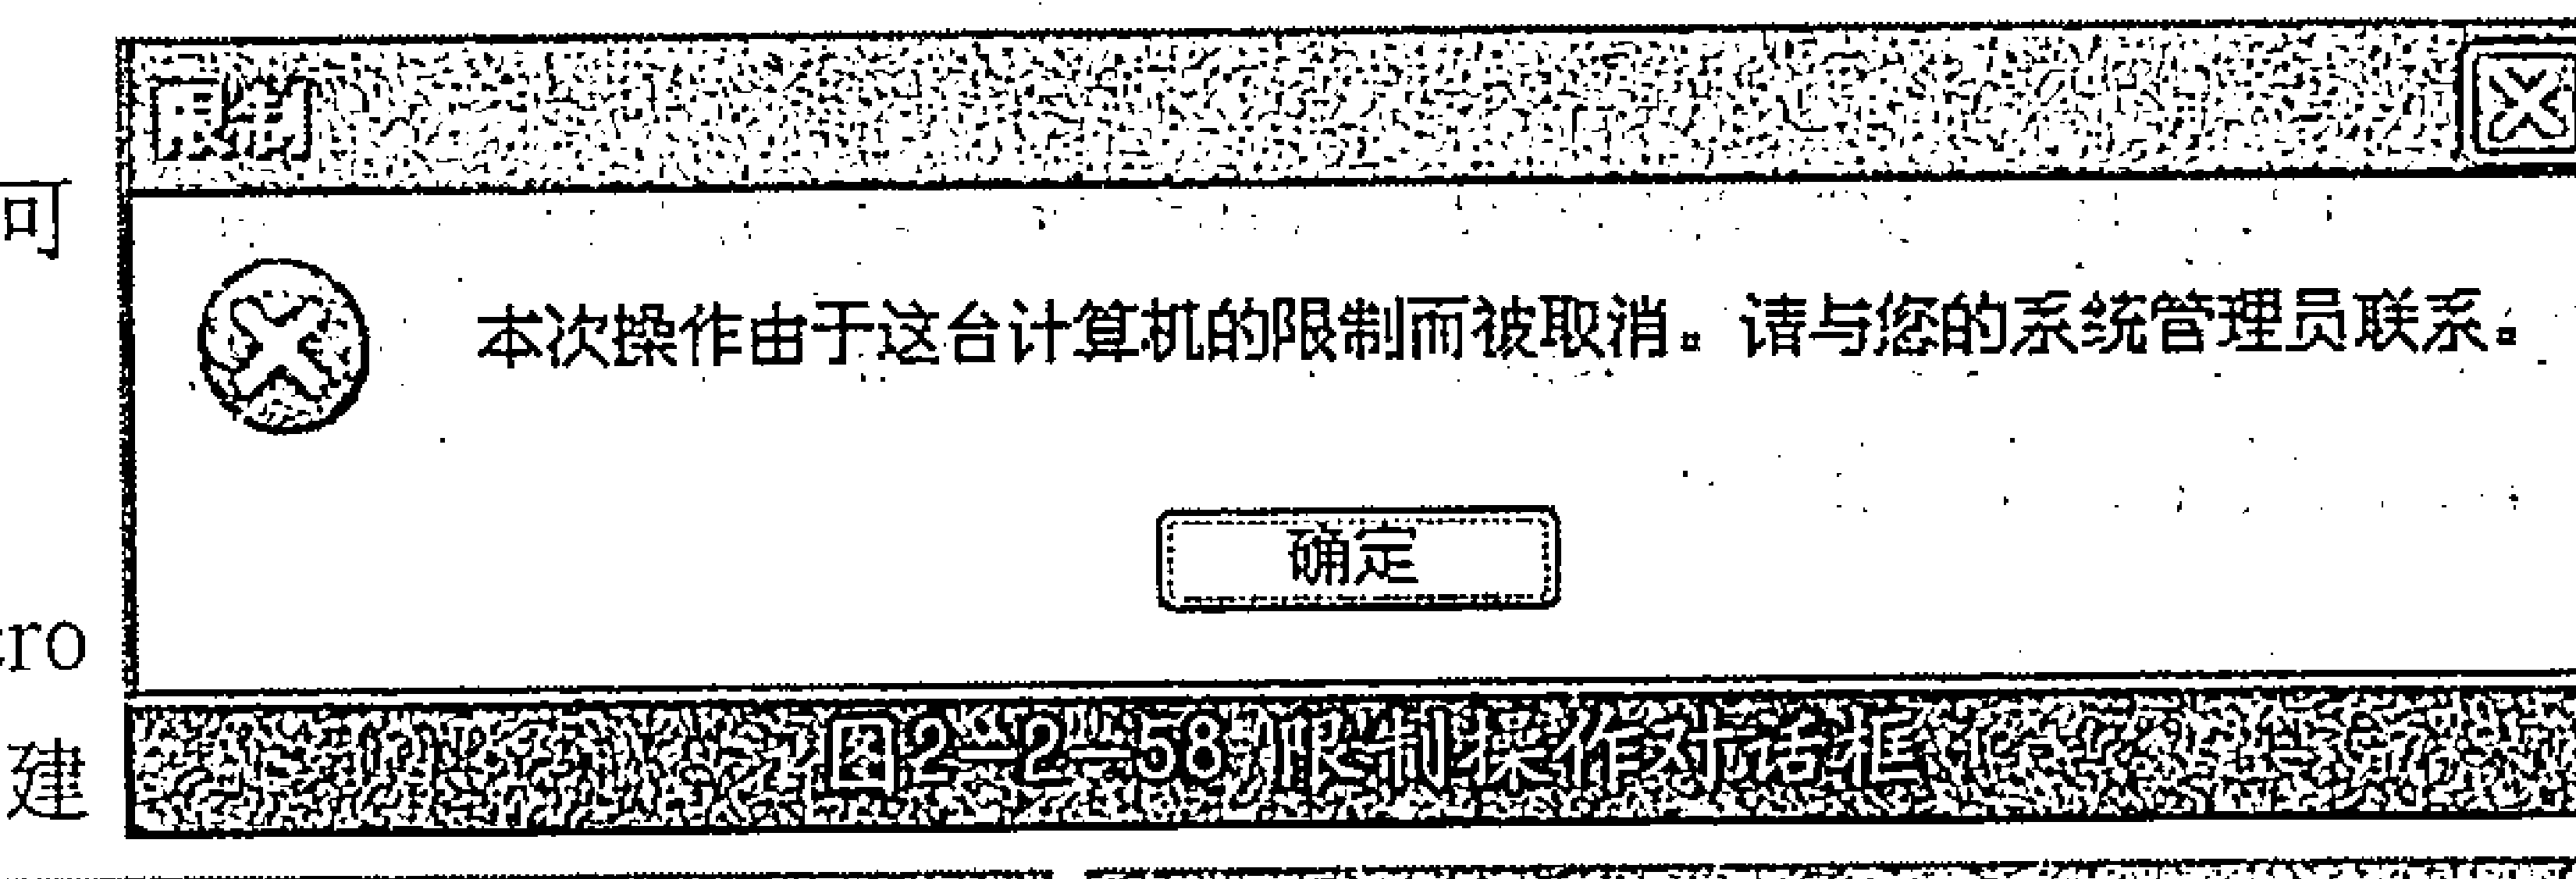 限制
可
本次操作由于这台计算机的限制而被取消。请与您的系统管理员联系。
确定
ro
建
图2—2—58 限制操作对话框